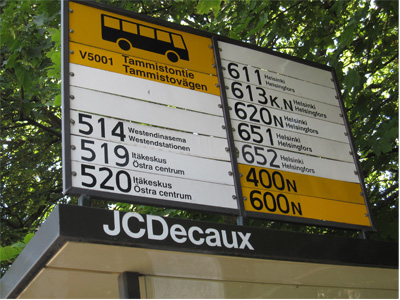 V5001 Tammistontie
Tammistovägen
514 Westendinasema
Westendstationen
519 Itäkeskus
Östra centrum
520 Itäkeskus
Östra centrum
611 Helsinki
Helsingfors
613K.N Helsinki
Helsingfors
620N Helsinki
Helsingfors
651 Helsinki
Helsingfors
652 Helsinki
Helsingfors
400N
600N
JCDecaux